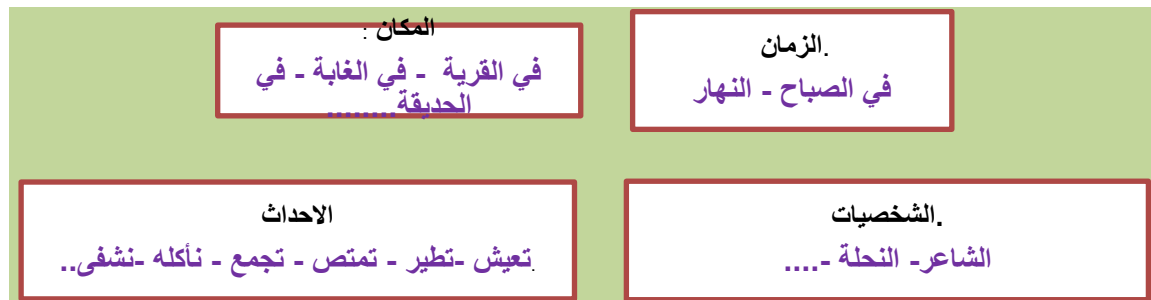 .الزمان
في الصباح - النهار
المكان :
في القرية - في الغابة - في
الحديقة........
.الشخصيات
الشاعر- النحلة -....
الاحداث
.تعيش -تطير - تمتص - تجمع - نأكله -نشفى..